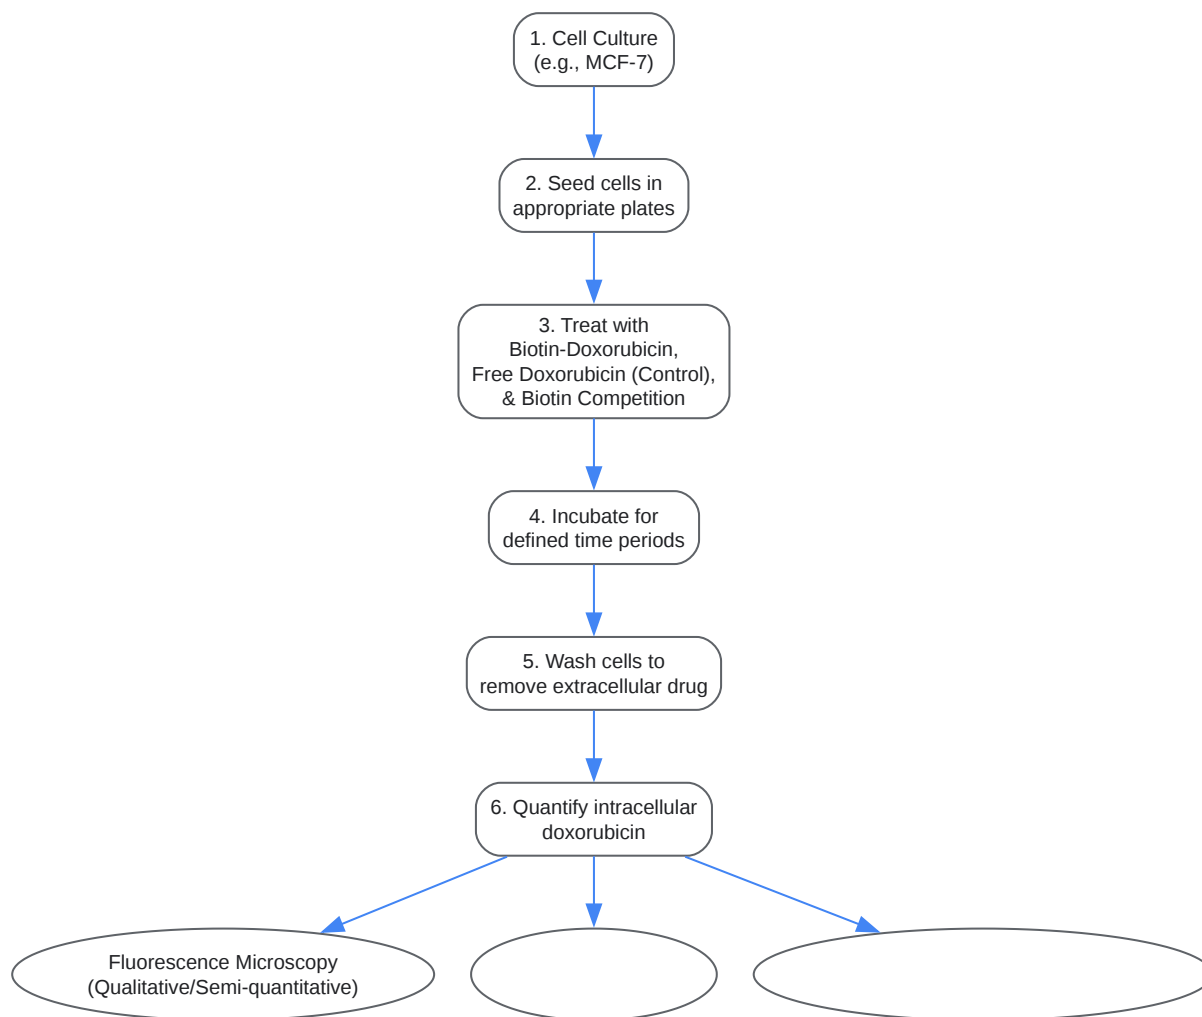 1. Cell Culture
(e.g., MCF-7)
2. Seed cells in
appropriate plates
3. Treat with
Biotin-Doxorubicin,
Free Doxorubicin (Control),
& Biotin Competition
4. Incubate for
defined time periods
5. Wash cells to
remove extracellular drug
6. Quantify intracellular
doxorubicin
Fluorescence Microscopy
(Qualitative/Semi-quantitative)